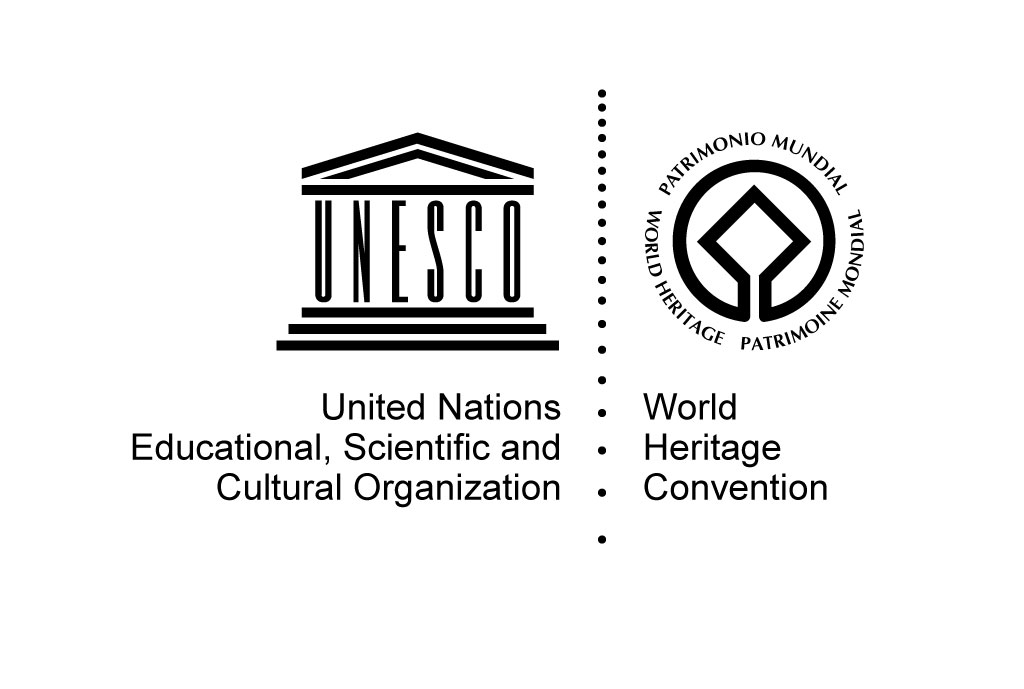 UNESCO
United Nations
Educational, Scientific and
Cultural Organization
PATRIMONIO MUNDIAL
WORLD HERITAGE
PATRIMOINE MONDIAL
World
Heritage
Convention